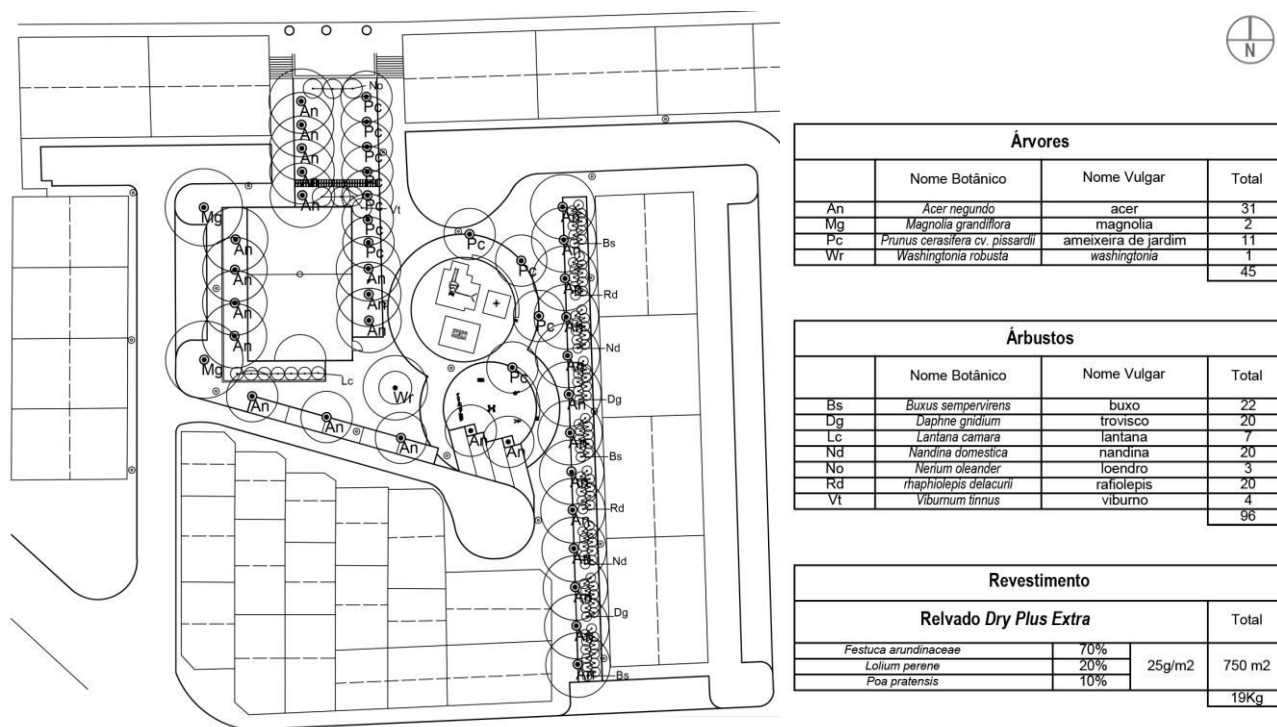 N
No
An
Pc
An
Pc
An
Pc
An
Pc
An
Pc
Vt
Mg
An
Pc
Pc
Pc
An
Bs
An
Pc
An
An
An
Rd
An
An
Pc
An
An
Nd
Mg
Pc
An
Lc
An
Wr
An
Dg
An
An
An
An
An
Bs
An
Rd
An
An
Nd
An
Dg
An
An
Bs
Árvores
Nome Botânico Nome Vulgar Total
An Acer negundo acer 31
Mg Magnolia grandiflora magnolia 2
Pc Prunus cerasifera cv. pissardii ameixeira de jardim 11
Wr Washingtonia robusta washingtonia 1
45
Árbustos
Nome Botânico Nome Vulgar Total
Bs Buxus sempervirens buxo 22
Dg Daphne gnidium trovisco 20
Lc Lantana camara lantana 7
Nd Nandina domestica nandina 20
No Nerium oleander loendro 3
Rd rhaphiolepis delacurii rafiolepis 20
Vt Viburnum tinnus viburno 4
96
Revestimento
Relvado Dry Plus Extra Total
Festuca arundinaceae 70%
Lolium perene 20% 25g/m2 750 m2
Poa pratensis 10%
19Kg